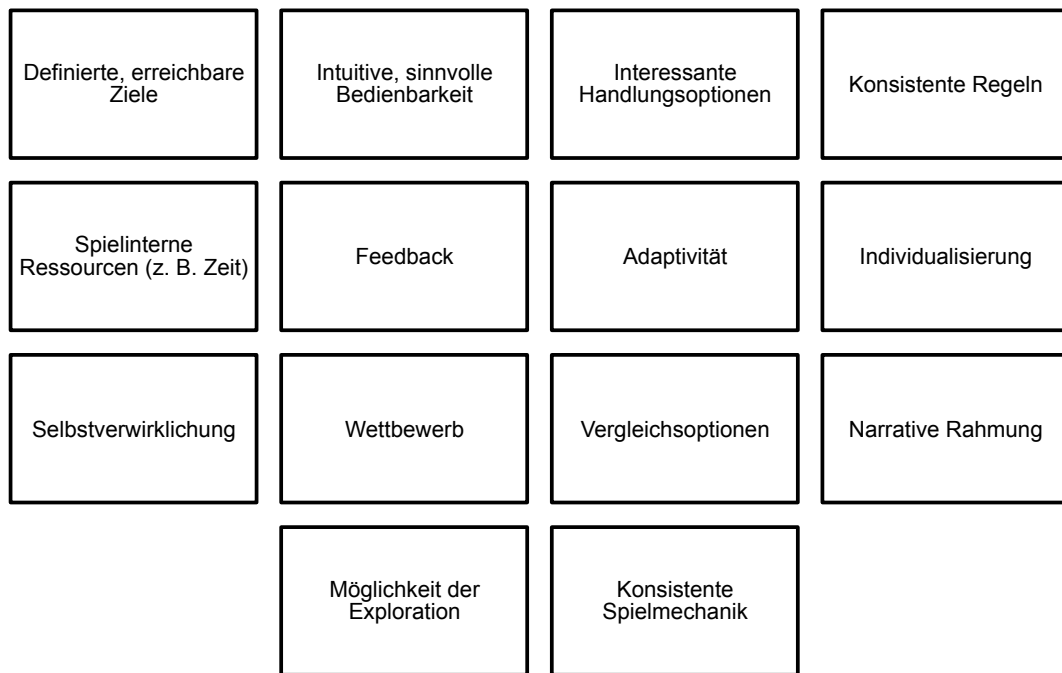 Definierte, erreichbare
Ziele
Intuitive, sinnvolle
Bedienbarkeit
Interessante
Handlungsoptionen
Konsistente Regeln
Spielinterne
Ressourcen (z. B. Zeit)
Feedback
Adaptivität
Individualisierung
Selbstverwirklichung
Wettbewerb
Vergleichsoptionen
Narrative Rahmung
Möglichkeit der
Exploration
Konsistente
Spielmechanik